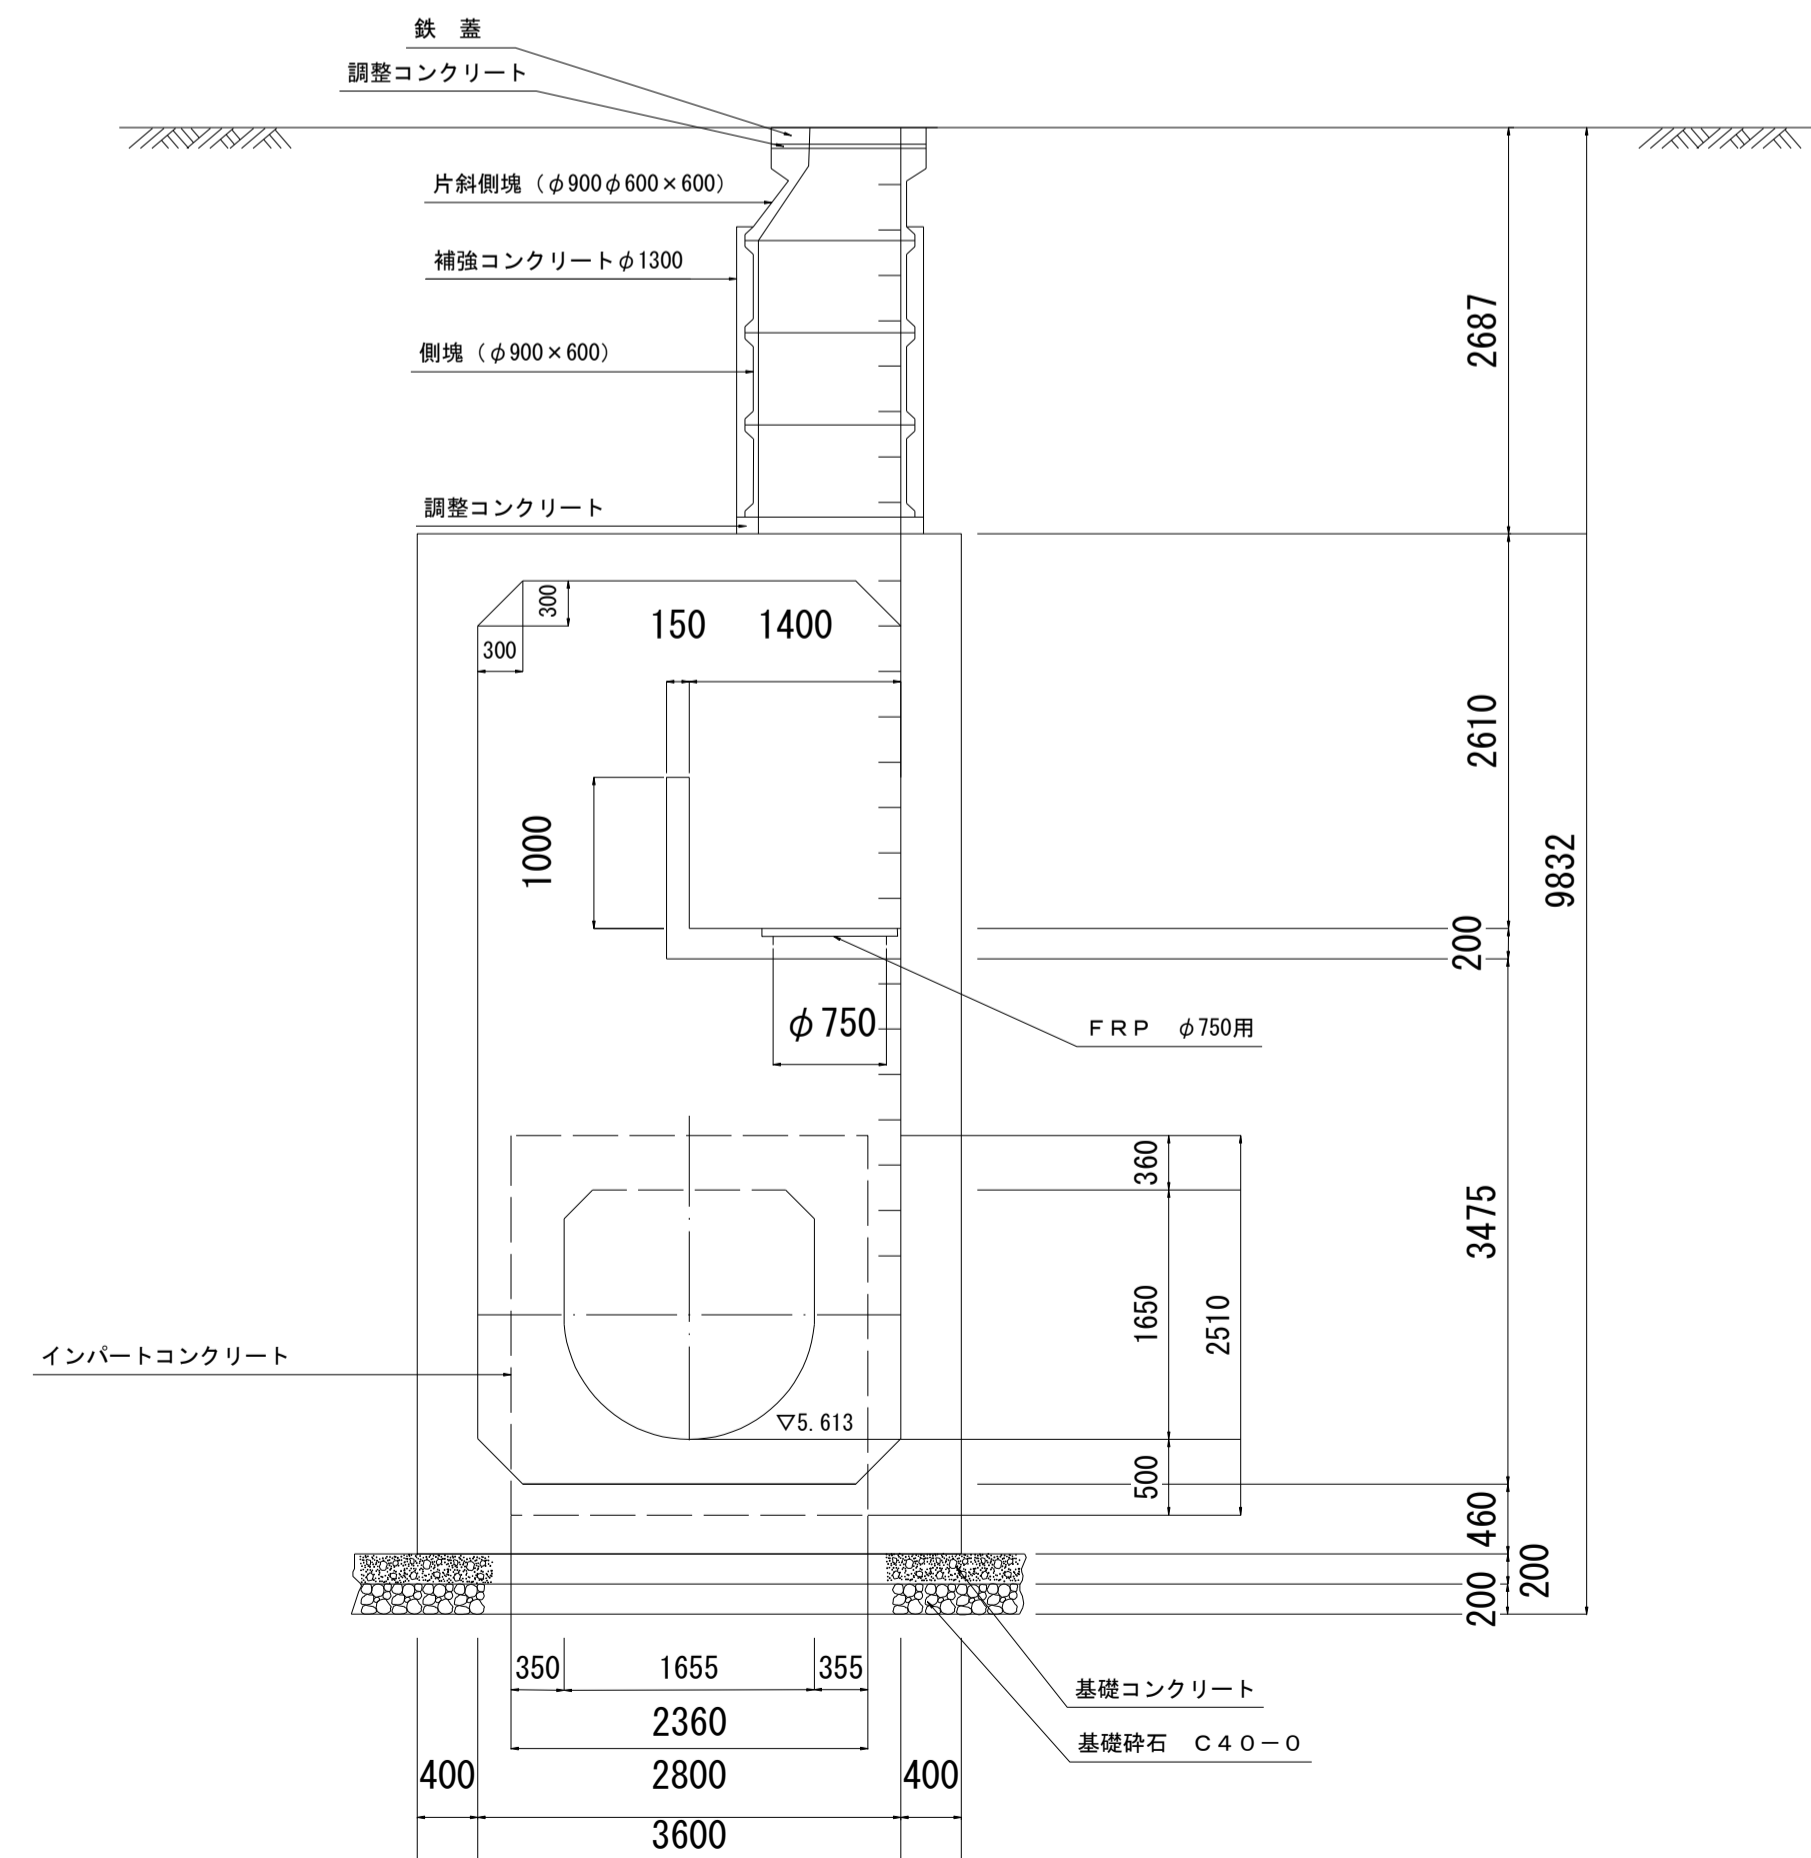 鉄　蓋
調整コンクリート
片斜側塊（φ900φ600×600）
補強コンクリートφ1300
側塊（φ900×600）
調整コンクリート
2687
300
300
150
1400
2610
1000
9832
200
φ750
ＦＲＰ　φ750用
360
3475
1650
2510
インパートコンクリート
▽5.613
500
460
200
200
350
1655
355
2360
基礎コンクリート
基礎砕石　Ｃ４０－０
400
2800
400
3600